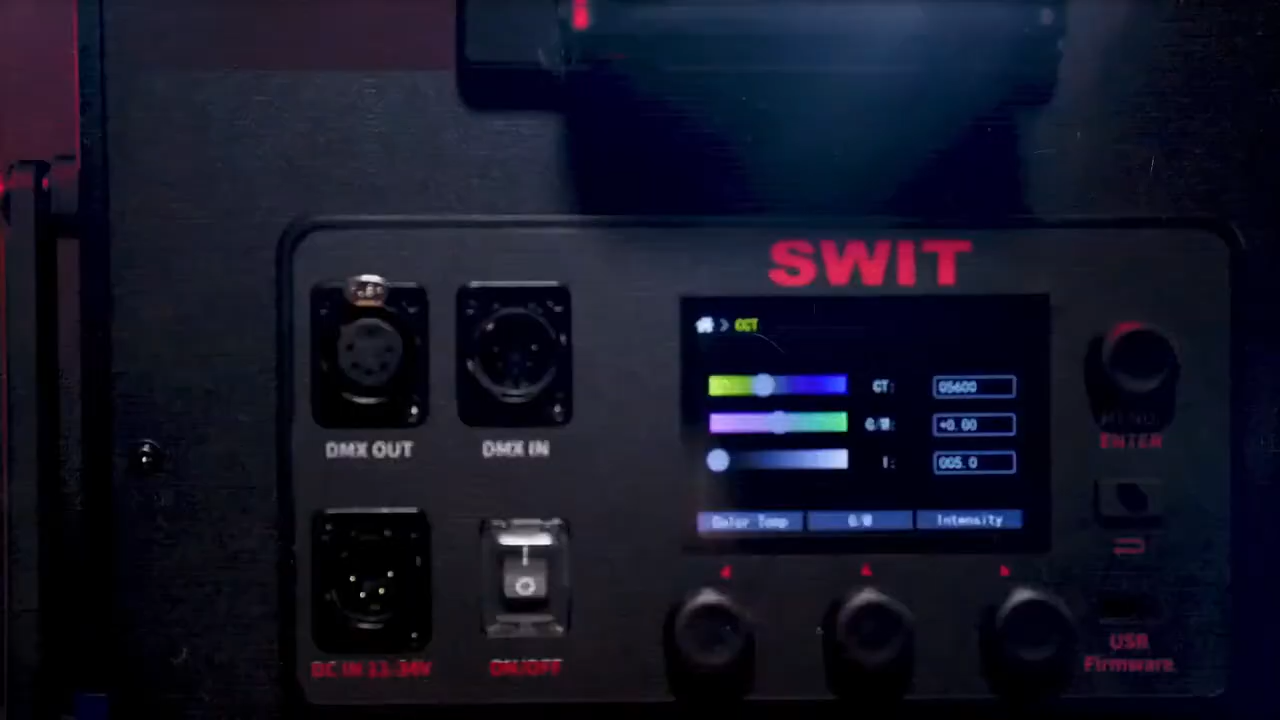 SWIT
CCT
CT: 05600
G/M: +0.00
I: 005.0
Color Temp G/M Intensity
DMX OUT DMX IN
MENU
ENTER
DC IN 11-34V
ON/OFF
USB
Firmware